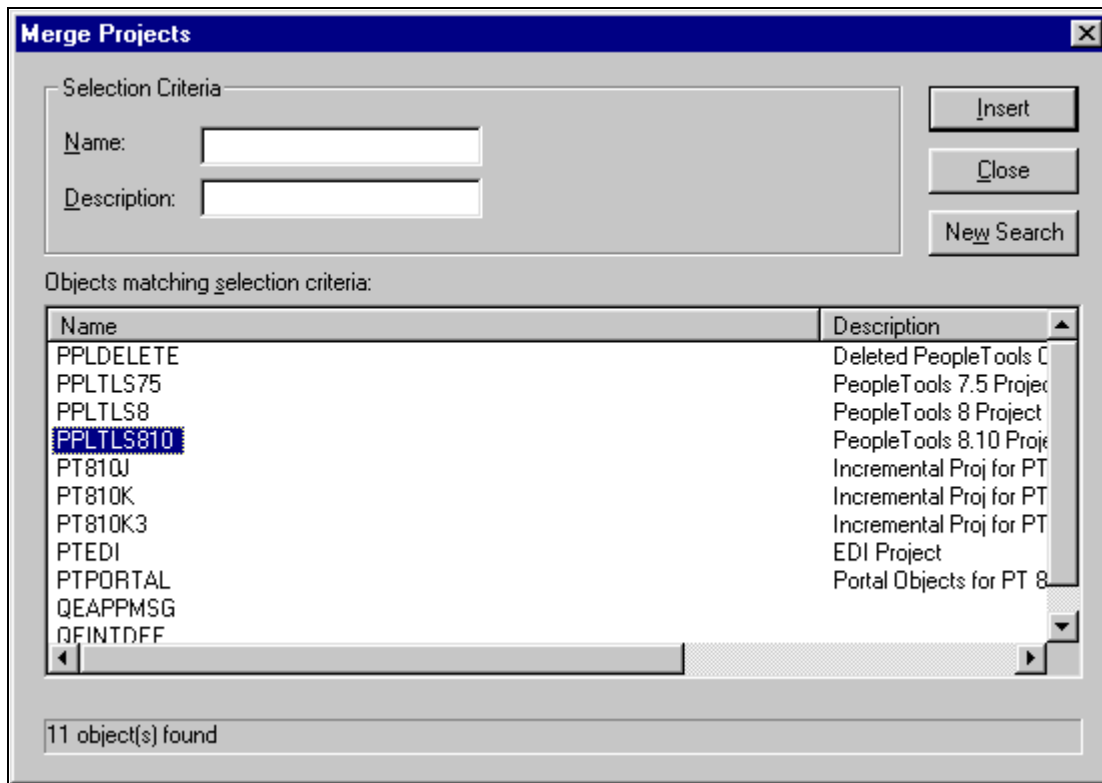 Merge Projects
Selection Criteria
Name:
Description:
Insert
Close
New Search
Objects matching selection criteria:
Name Description
PPLDELETE Deleted PeopleTools
PPLTLS75 PeopleTools 7.5 Projec
PPLTLS8 PeopleTools 8 Project
PPLTLS810 PeopleTools 8.10 Proje
PT810J Incremental Proj for PT
PT810K Incremental Proj for PT
PT810K3 Incremental Proj for PT
PTEDI EDI Project
PTPORTAL Portal Objects for PT 8
QEAPPMSG
11 object(s) found